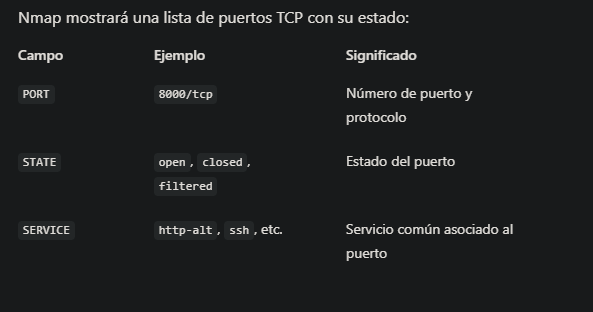 Nmap mostrará una lista de puertos TCP con su estado:
Campo Ejemplo Significado
PORT 8000/tcp Número de puerto y
protocolo
STATE open, closed, Estado del puerto
filtered
SERVICE http-alt, ssh, etc. Servicio común asociado al
puerto